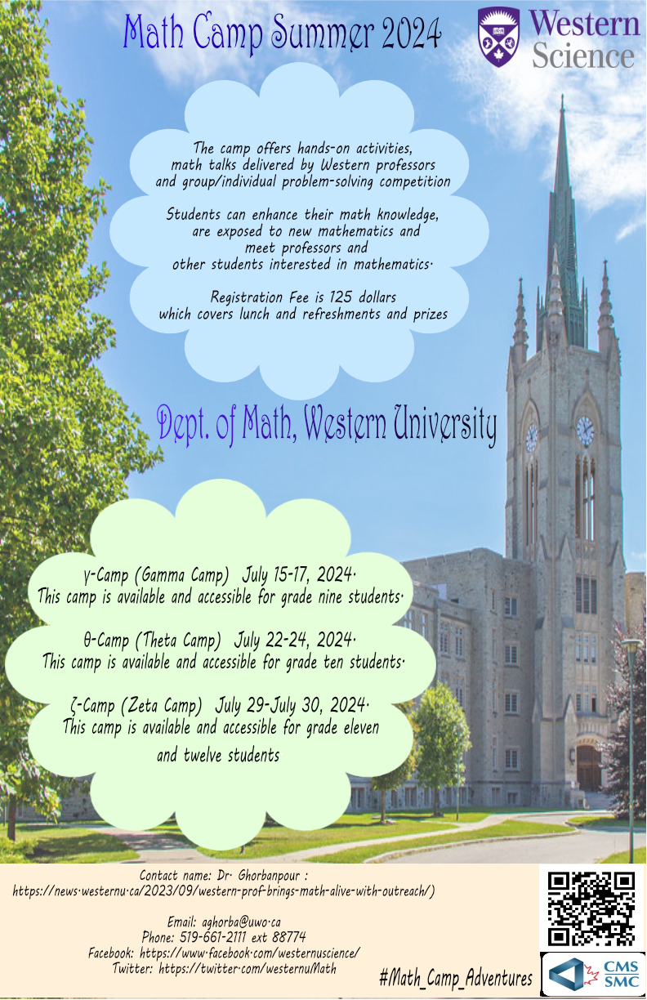 Math Camp Summer 2024
Western
Science
The camp offers hands-on activities,
math talks delivered by Western professors
and group/individual problem-solving competition
Students can enhance their math knowledge,
are exposed to new mathematics and
meet professors and
other students interested in mathematics.
Registration Fee is 125 dollars
which covers lunch and refreshments and prizes
Dept. of Math, Western University
γ-Camp (Gamma Camp) July 15-17, 2024.
This camp is available and accessible for grade nine students.
θ-Camp (Theta Camp) July 22-24, 2024.
This camp is available and accessible for grade ten students.
ζ-Camp (Zeta Camp) July 29-July 30, 2024.
This camp is available and accessible for grade eleven
and twelve students
Contact name: Dr. Ghorbanpour :
https://news.westernu.ca/2023/09/western-prof-brings-math-alive-with-outreach/)
Email: aghorba@uwo.ca
Phone: 519-661-2111 ext 88774
Facebook: https://www.facebook.com/westernuscience/
Twitter: https://twitter.com/westernuMath
#Math_Camp_Adventures
CMS
SMC